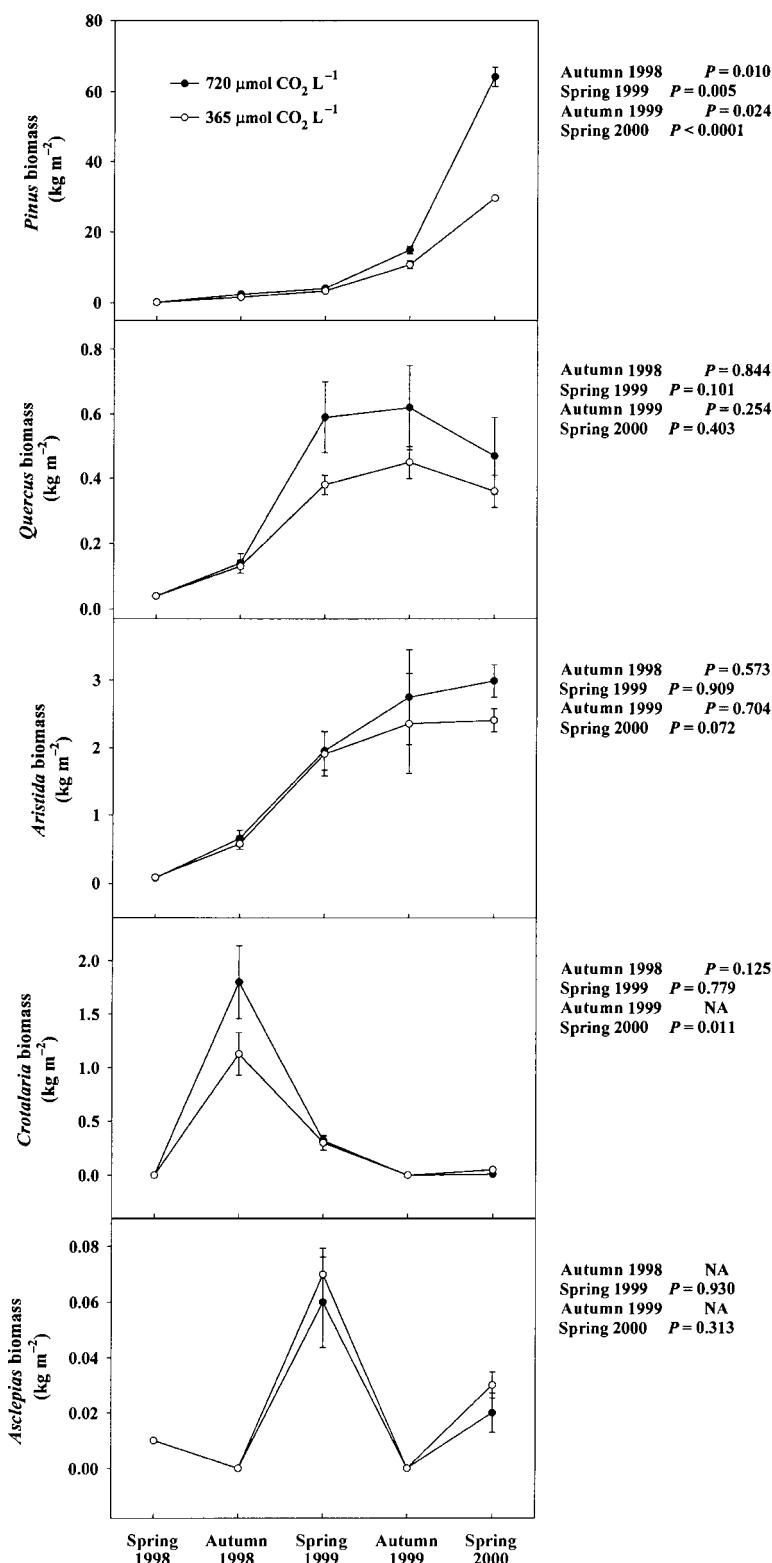 80
60
40
20
0
Pinus biomass
(kg m⁻²)
720 µmol CO₂ L⁻¹
365 µmol CO₂ L⁻¹
Autumn 1998 P = 0.010
Spring 1999 P = 0.005
Autumn 1999 P = 0.024
Spring 2000 P < 0.0001
0.8
0.6
0.4
0.2
0.0
Quercus biomass
(kg m⁻²)
Autumn 1998 P = 0.844
Spring 1999 P = 0.101
Autumn 1999 P = 0.254
Spring 2000 P = 0.403
3
2
1
0
Aristida biomass
(kg m⁻²)
Autumn 1998 P = 0.573
Spring 1999 P = 0.909
Autumn 1999 P = 0.704
Spring 2000 P = 0.072
2.0
1.5
1.0
0.5
0.0
Crotalaria biomass
(kg m⁻²)
Autumn 1998 P = 0.125
Spring 1999 P = 0.779
Autumn 1999 NA
Spring 2000 P = 0.011
0.08
0.06
0.04
0.02
0.00
Asclepias biomass
(kg m⁻²)
Autumn 1998 NA
Spring 1999 P = 0.930
Autumn 1999 NA
Spring 2000 P = 0.313
Spring Autumn Spring Autumn Spring
1998 1998 1999 1999 2000